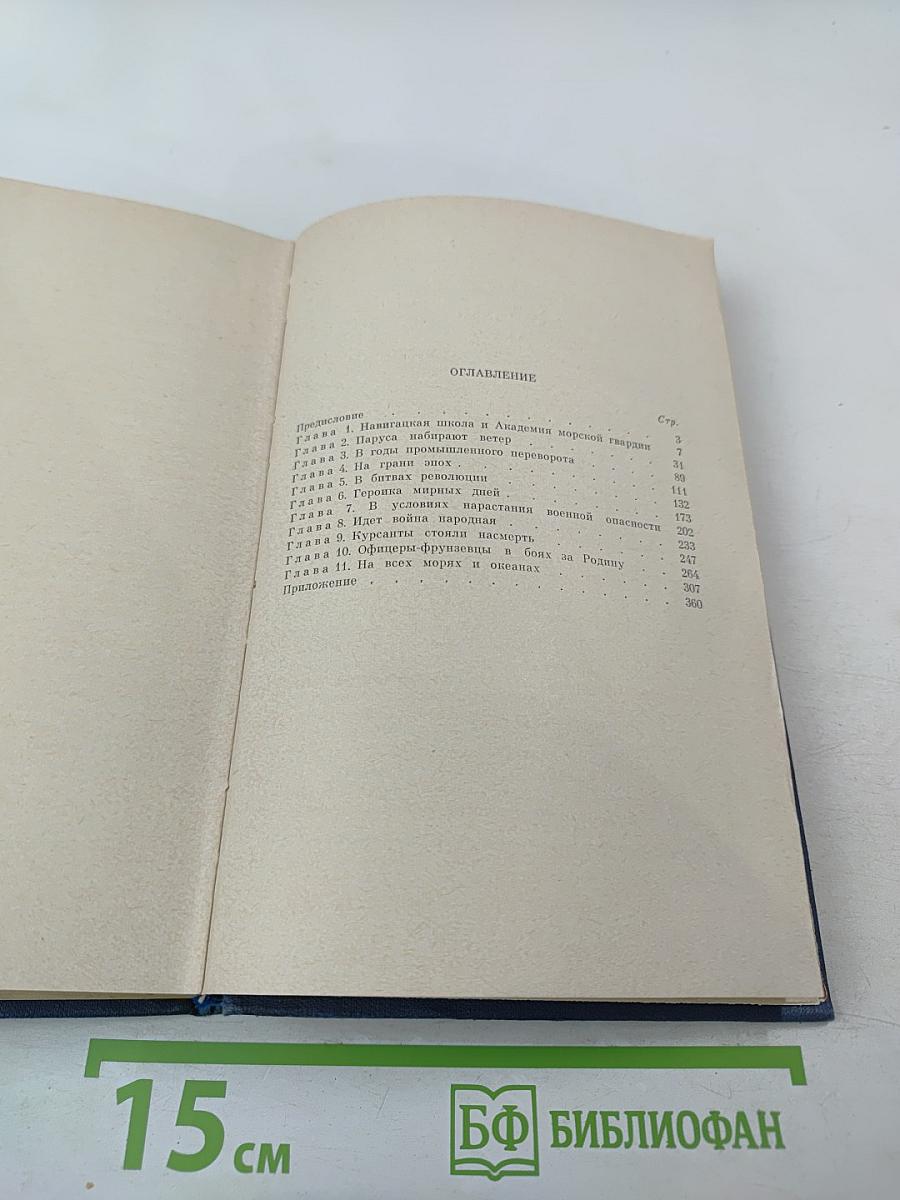 ОГЛАВЛЕНИЕ
Стр.
Предисловие . . . . . . . . . . 3
Глава 1. Навигацкая школа и Академия морской гвардии 7
Глава 2. Паруса набирают ветер . . . . . 31
Глава 3. В годы промышленного переворота . . . . 89
Глава 4. На грани эпох . . . . . . . 111
Глава 5. В битвах революции . . . . . . 132
Глава 6. Героика мирных дней . . . . . . 173
Глава 7. В условиях нарастания военной опасности 202
Глава 8. Идет война народная . . . . . . 233
Глава 9. Курсанты стояли насмерть . . . . . 247
Глава 10. Офицеры-фрунзевцы в боях за Родину . . 264
Глава 11. На всех морях и океанах . . . . . 307
Приложение . . . . . . . . . . 360
15 см
БФ БИБЛИОФАН